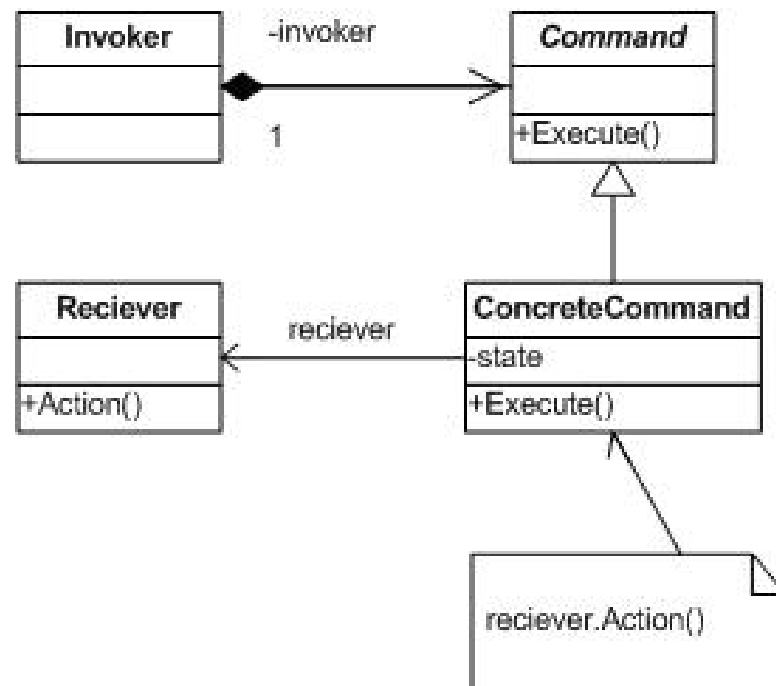 Invoker
-invoker
1
Command
+Execute()
Reciever
+Action()
reciever
ConcreteCommand
-state
+Execute()
reciever.Action()